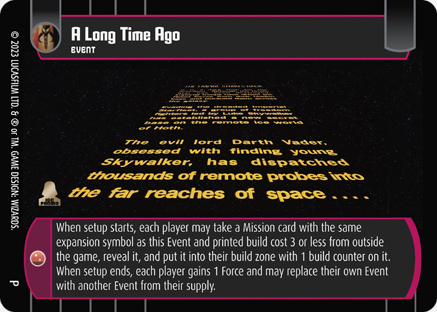 A Long Time Ago
EVENT
Evading the dreaded Imperial
Starfleet, a group of freedom
fighters led by Luke Skywalker
has established a new secret
base on the remote ice world
of Hoth.
The evil lord Darth Vader,
obsessed with finding young
Skywalker, has dispatched
thousands of remote probes into
the far reaches of space . . . .
When setup starts, each player may take a Mission card with the same
expansion symbol as this Event and printed build cost 3 or less from outside
the game, reveal it, and put it into their build zone with 1 build counter on it.
When setup ends, each player gains 1 Force and may replace their own Event
with another Event from their supply.
© 2023 LUCASFILM LTD. & ® or TM. GAME DESIGN: WIZARDS.
P